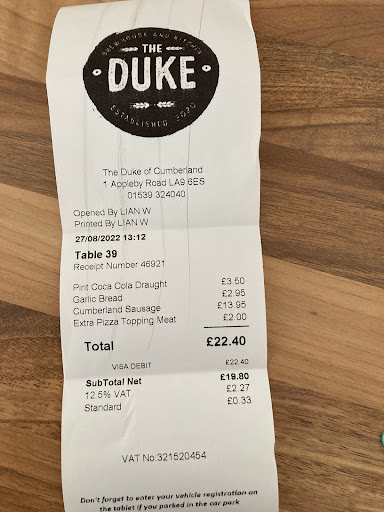 BREWHOUSE AND KITCHEN
THE
DUKE
ESTABLISHED 2020
The Duke of Cumberland
1 Appleby Road LA9 6ES
01539 324040
Opened By LIAN W
Printed By LIAN W
27/08/2022 13:12
Table 39
Receipt Number 46921
Pint Coca Cola Draught £3.50
Garlic Bread £2.95
Cumberland Sausage £13.95
Extra Pizza Topping Meat £2.00
Total £22.40
VISA DEBIT £22.40
SubTotal Net £19.80
12.5% VAT £2.27
Standard £0.33
VAT No.321520454
Don't forget to enter your vehicle registration on
the tablet if you parked in the car park